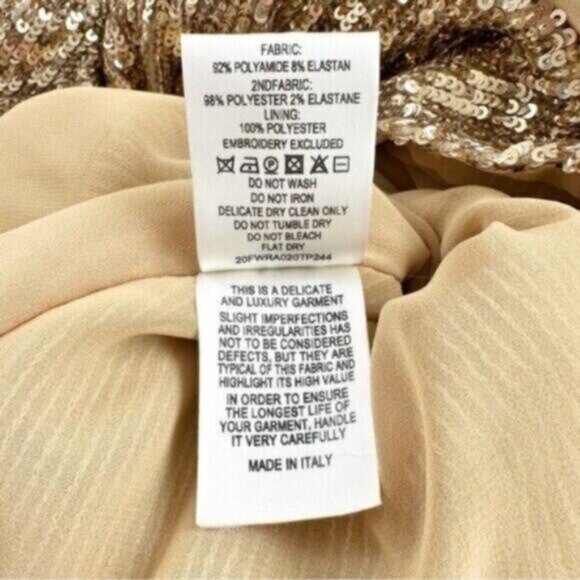 FABRIC:
92% POLYAMIDE 8% ELASTAN
2NDFABRIC:
98% POLYESTER 2% ELASTANE
LINING:
100% POLYESTER
EMBROIDERY EXCLUDED
DO NOT WASH
DO NOT IRON
DELICATE DRY CLEAN ONLY
DO NOT TUMBLE DRY
DO NOT BLEACH
FLAT DRY
20FWRA020TP244
THIS IS A DELICATE
AND LUXURY GARMENT
SLIGHT IMPERFECTIONS
AND IRREGULARITIES HAS
NOT TO BE CONSIDERED
DEFECTS, BUT THEY ARE
TYPICAL OF THIS FABRIC AND
HIGHLIGHT ITS HIGH VALUE
IN ORDER TO ENSURE
THE LONGEST LIFE OF
YOUR GARMENT, HANDLE
IT VERY CAREFULLY
MADE IN ITALY